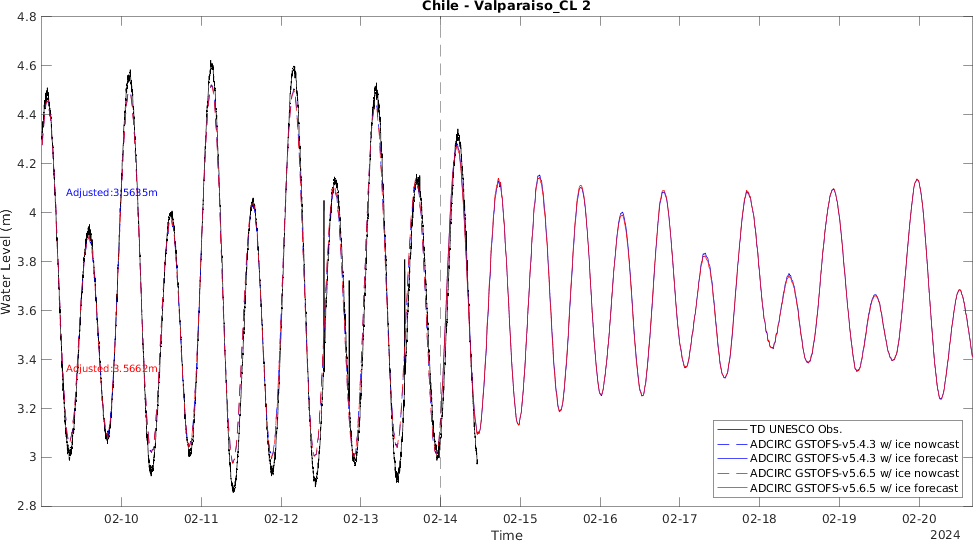 Chile - Valparaiso_CL 2
4.8
4.6
4.4
4.2
4
3.8
3.6
3.4
3.2
3
2.8
Water Level (m)
Adjusted:3.5635m
Adjusted:3.5662m
TD UNESCO Obs.
ADCIRC GSTOFS-v5.4.3 w/ ice nowcast
ADCIRC GSTOFS-v5.4.3 w/ ice forecast
ADCIRC GSTOFS-v5.6.5 w/ ice nowcast
ADCIRC GSTOFS-v5.6.5 w/ ice forecast
02-10 02-11 02-12 02-13 02-14 02-15 02-16 02-17 02-18 02-19 02-20
Time
2024